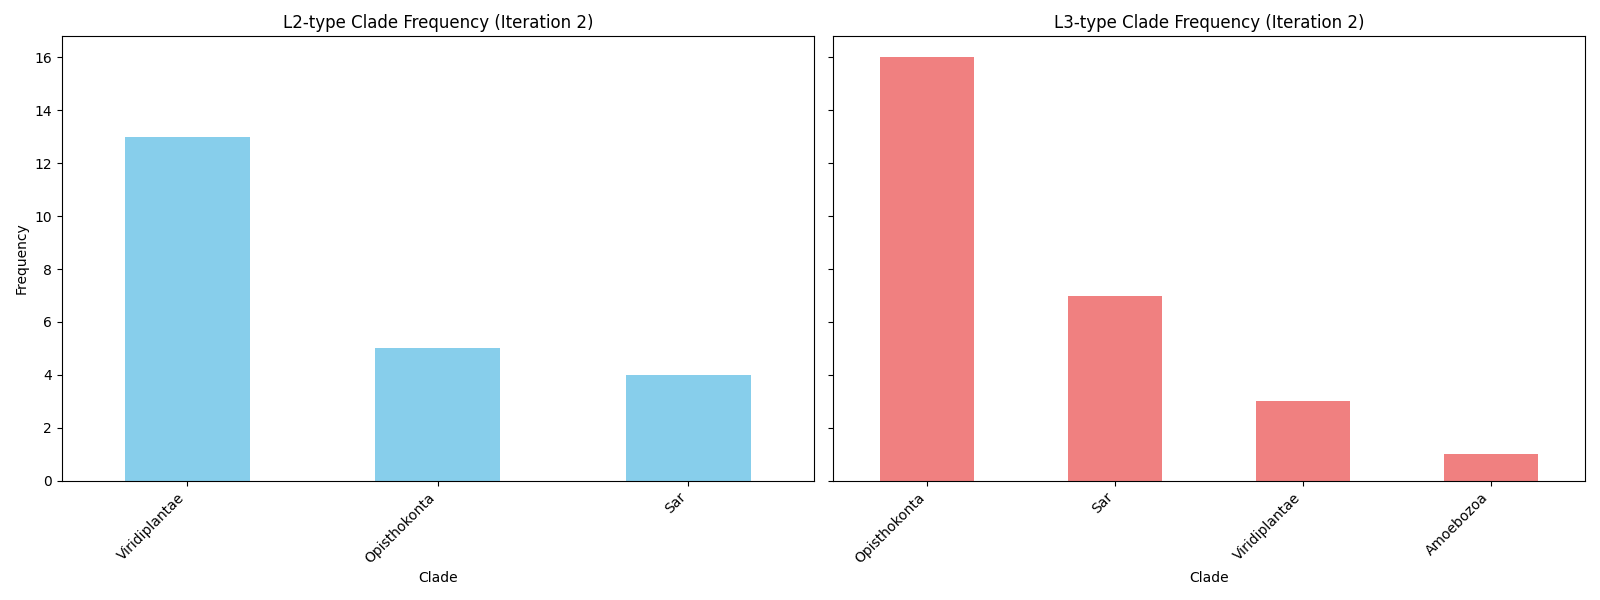 L2-type Clade Frequency (Iteration 2)
Frequency
16
14
12
10
8
6
4
2
0
Viridiplantae
Opisthokonta
Sar
Clade
L3-type Clade Frequency (Iteration 2)
Opisthokonta
Sar
Viridiplantae
Amoebozoa
Clade